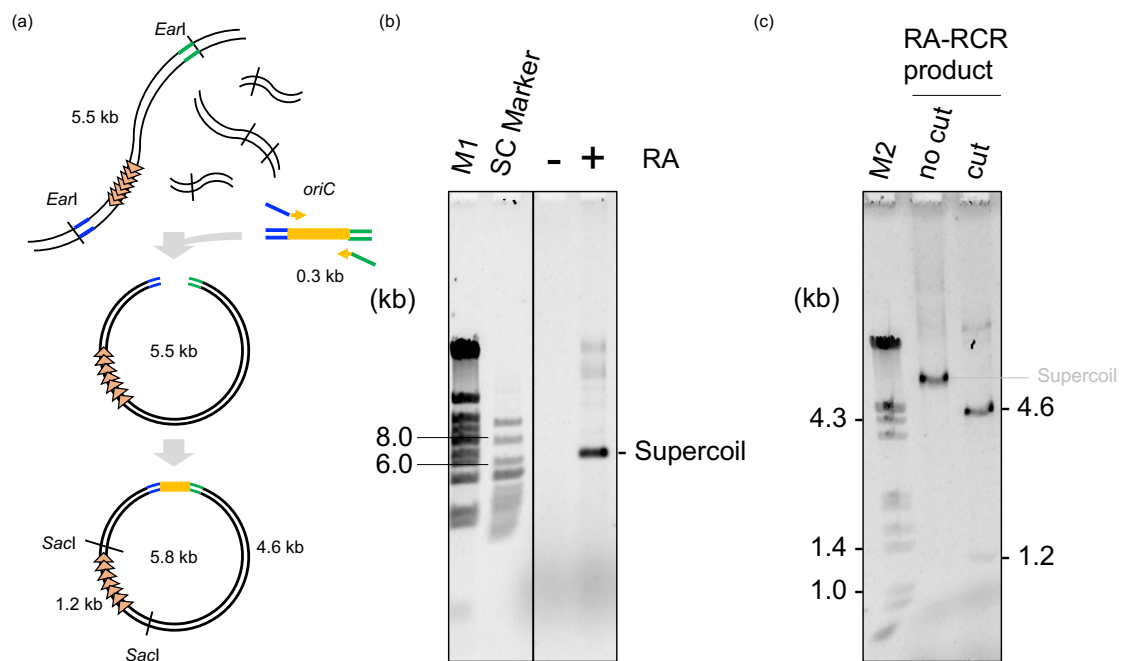 (a)
EarI
5.5 kb
EarI
oriC
0.3 kb
5.5 kb
SacI
5.8 kb
4.6 kb
1.2 kb
SacI
(b)
M1
SC Marker
- + RA
(kb)
8.0
6.0
- Supercoil
(c)
RA-RCR
product
M2
no cut
cut
(kb)
Supercoil
4.3 -
- 4.6
1.4 -
- 1.2
1.0 -